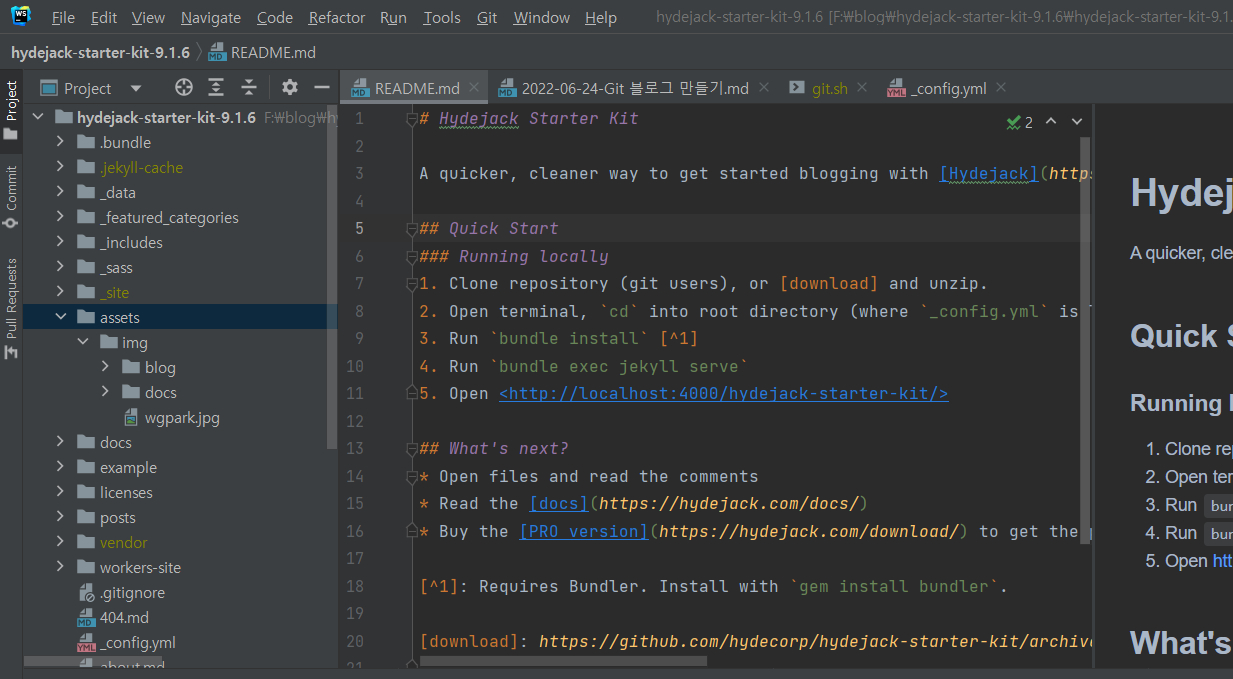 WS File Edit View Navigate Code Refactor Run Tools Git Window Help hydejack-starter-kit-9.1.6 [F:₩blog₩hydejack-starter-kit-9.1.6₩hydejack-starter-kit-9.1.
hydejack-starter-kit-9.1.6 〉 MD README.md
Project
Commit
Pull Requests
Project
hydejack-starter-kit-9.1.6 F:₩blog₩hy
.bundle
.jekyll-cache
_data
_featured_categories
_includes
_sass
_site
assets
img
blog
docs
wgpark.jpg
docs
example
licenses
posts
vendor
workers-site
.gitignore
MD 404.md
YML _config.yml
about.md
MD README.md MD 2022-06-24-Git 블로그 만들기.md git.sh YML _config.yml
2
1 # Hydejack Starter Kit
2
3 A quicker, cleaner way to get started blogging with [Hydejack](http
4
5 ## Quick Start
6 ### Running locally
7 1. Clone repository (git users), or [download] and unzip.
8 2. Open terminal, `cd` into root directory (where `_config.yml` is
9 3. Run `bundle install` [^1]
10 4. Run `bundle exec jekyll serve`
11 5. Open <http://localhost:4000/hydejack-starter-kit/>
12
13 ## What's next?
14 * Open files and read the comments
15 * Read the [docs](https://hydejack.com/docs/)
16 * Buy the [PRO version](https://hydejack.com/download/) to get the
17
18 [^1]: Requires Bundler. Install with `gem install bundler`.
19
20 [download]: https://github.com/hydecorp/hydejack-starter-kit/archiv
21
Hydej
A quicker, cle
Quick S
Running l
1. Clone rep
2. Open ter
3. Run bun
4. Run bun
5. Open htt
What's